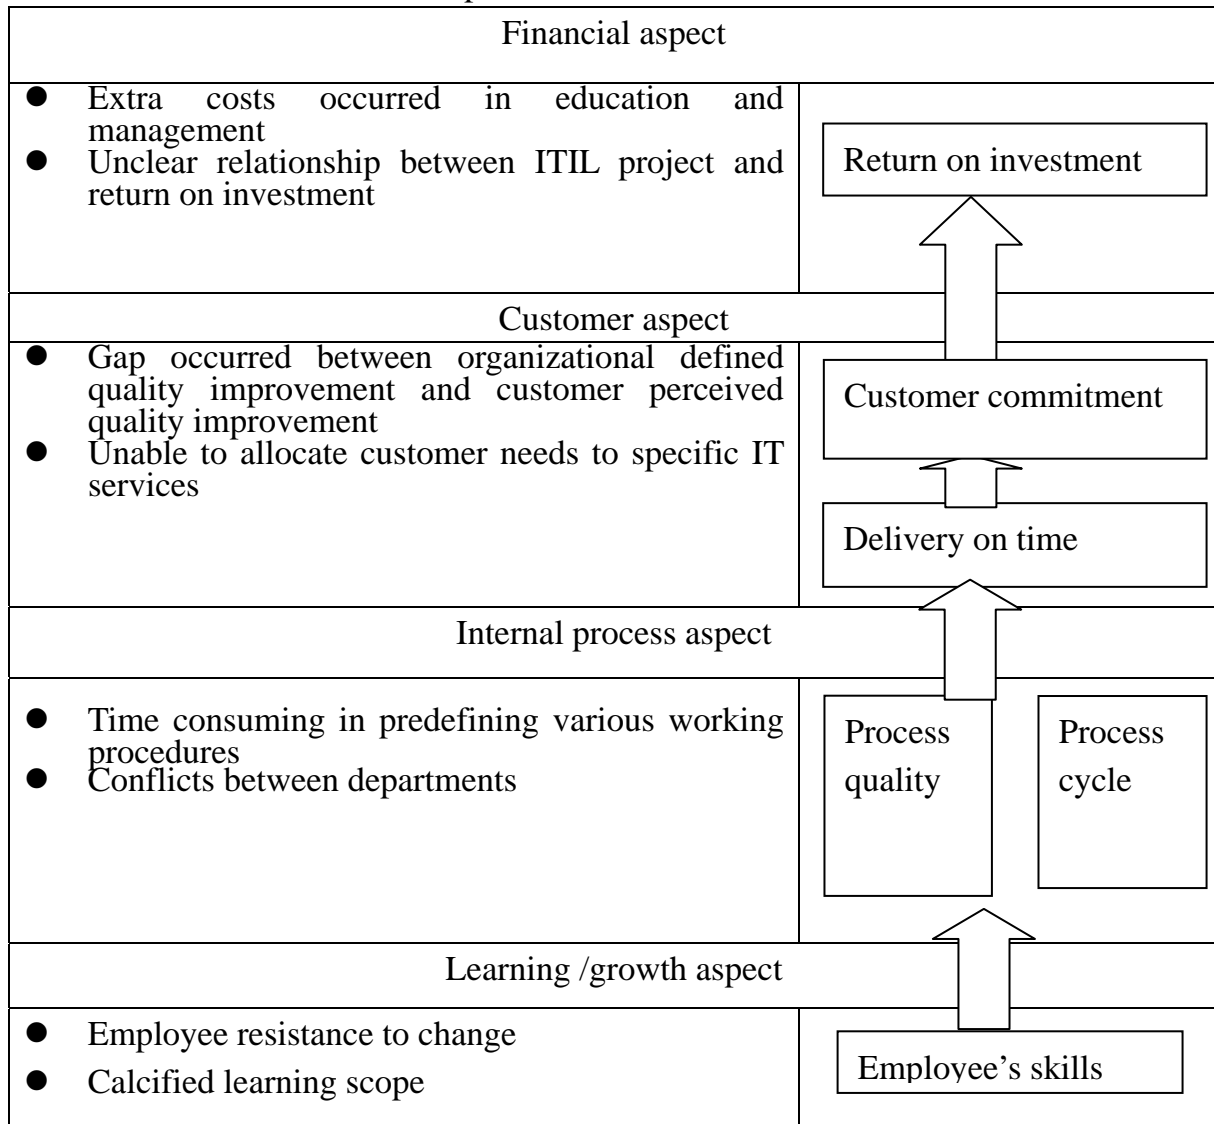 Financial aspect
● Extra costs occurred in education and
management
● Unclear relationship between ITIL project and
return on investment
Return on investment
Customer aspect
● Gap occurred between organizational defined
quality improvement and customer perceived
quality improvement
● Unable to allocate customer needs to specific IT
services
Customer commitment
Delivery on time
Internal process aspect
● Time consuming in predefining various working
procedures
● Conflicts between departments
Process
quality
Process
cycle
Learning /growth aspect
● Employee resistance to change
● Calcified learning scope
Employee's skills